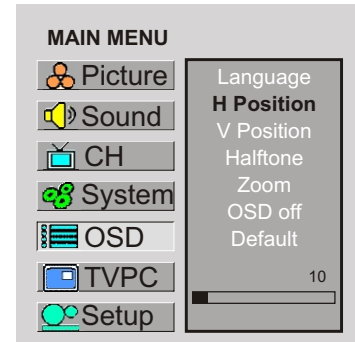 MAIN MENU
Picture
Sound
CH
System
OSD
TVPC
Setup
Language
H Position
V Position
Halftone
Zoom
OSD off
Default
10